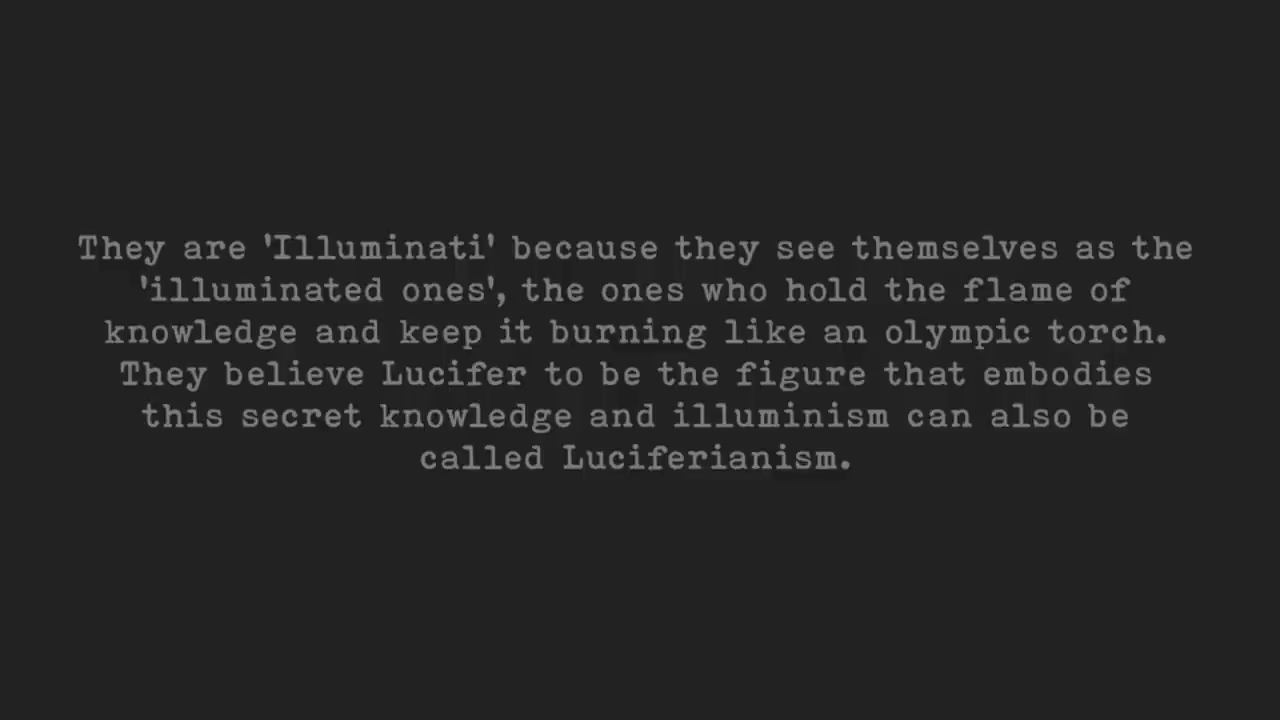 They are 'Illuminati' because they see themselves as the
'illuminated ones', the ones who hold the flame of
knowledge and keep it burning like an olympic torch.
They believe Lucifer to be the figure that embodies
this secret knowledge and illuminism can also be
called Luciferianism.